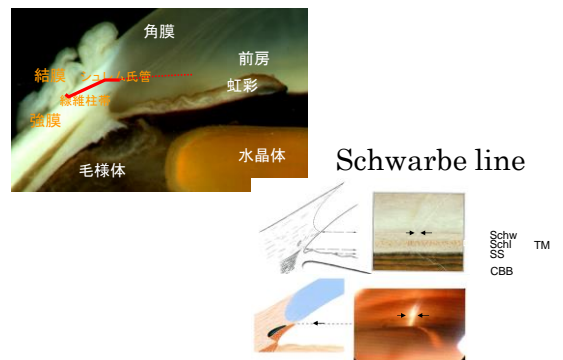 角膜
前房
結膜
シュレム氏管
虹彩
線維柱帯
強膜
水晶体
毛様体
Schwarbe line
Schw
Schl
TM
SS
CBB